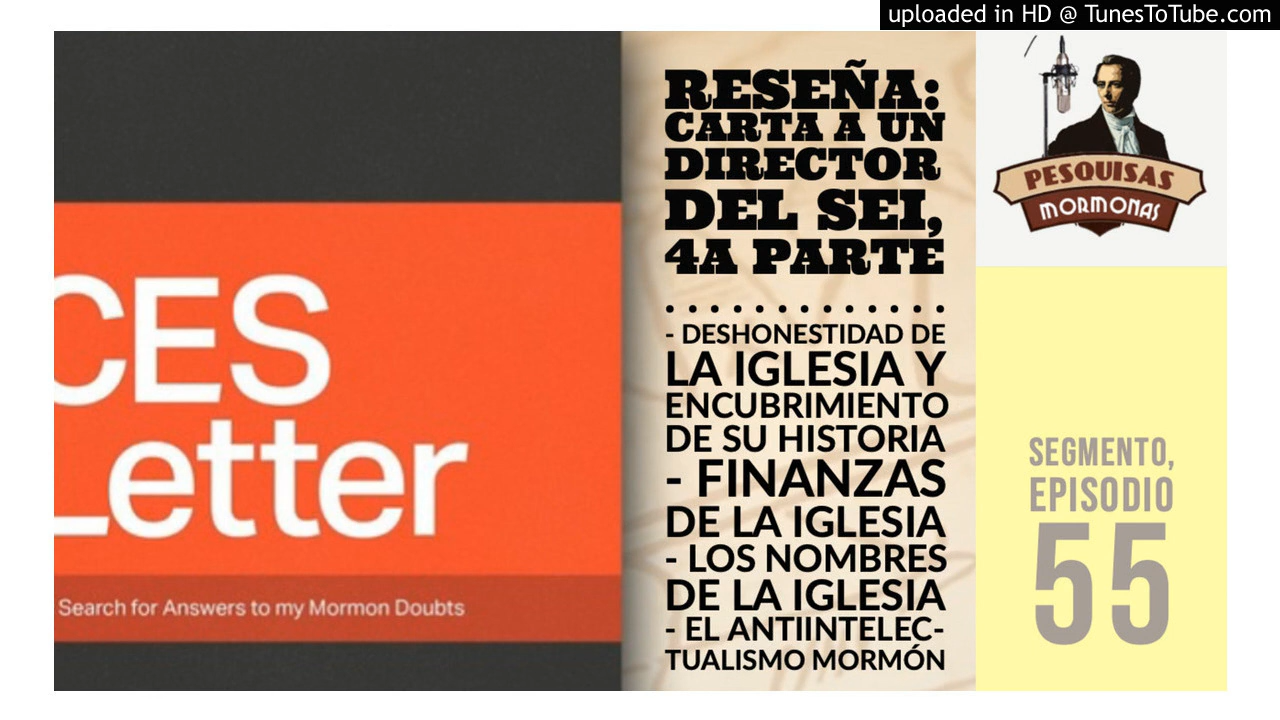 uploaded in HD @ TunesToTube.com
CES
Letter
Search for Answers to my Mormon Doubts
RESEÑA:
CARTA A UN
DIRECTOR
DEL SEI,
4A PARTE
- DESHONESTIDAD DE
LA IGLESIA Y
ENCUBRIMIENTO
DE SU HISTORIA
- FINANZAS
DE LA IGLESIA
- LOS NOMBRES
DE LA IGLESIA
- EL ANTIINTELEC-
TUALISMO MORMÓN
PESQUISAS
MORMONAS
SEGMENTO,
EPISODIO
55